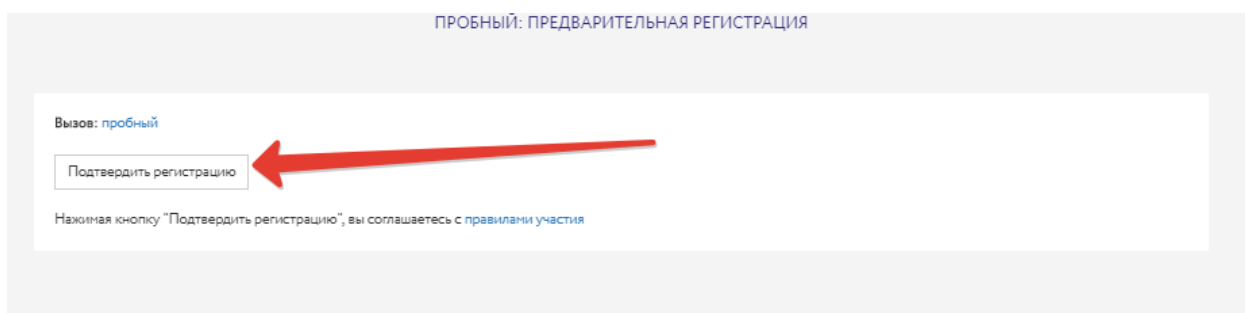 ПРОБНЫЙ: ПРЕДВАРИТЕЛЬНАЯ РЕГИСТРАЦИЯ
Вызов: пробный
Подтвердить регистрацию
Нажимая кнопку "Подтвердить регистрацию", вы соглашаетесь с правилами участия